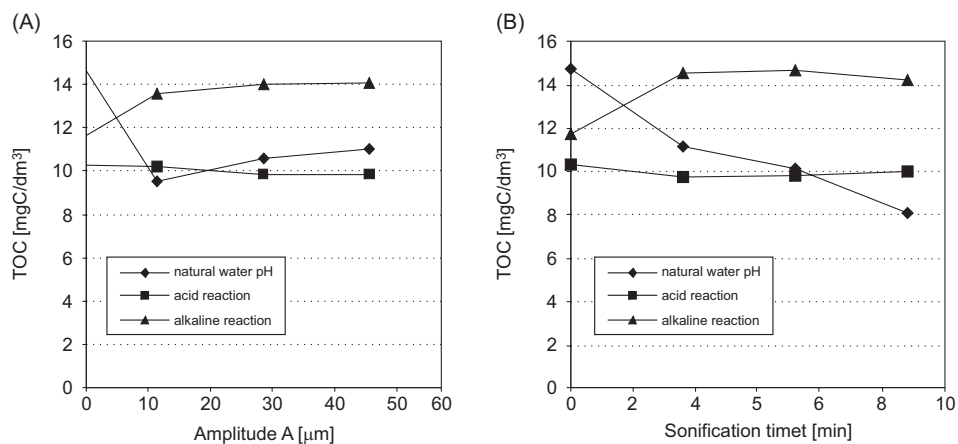 (A)
16
14
12
10
8
6
4
2
0
TOC [mgC/dm³]
natural water pH
acid reaction
alkaline reaction
0 10 20 30 40 50 60
Amplitude A [μm]
(B)
16
14
12
10
8
6
4
2
0
TOC [mgC/dm³]
natural water pH
acid reaction
alkaline reaction
0 2 4 5 6 8 10
Sonification timet [min]